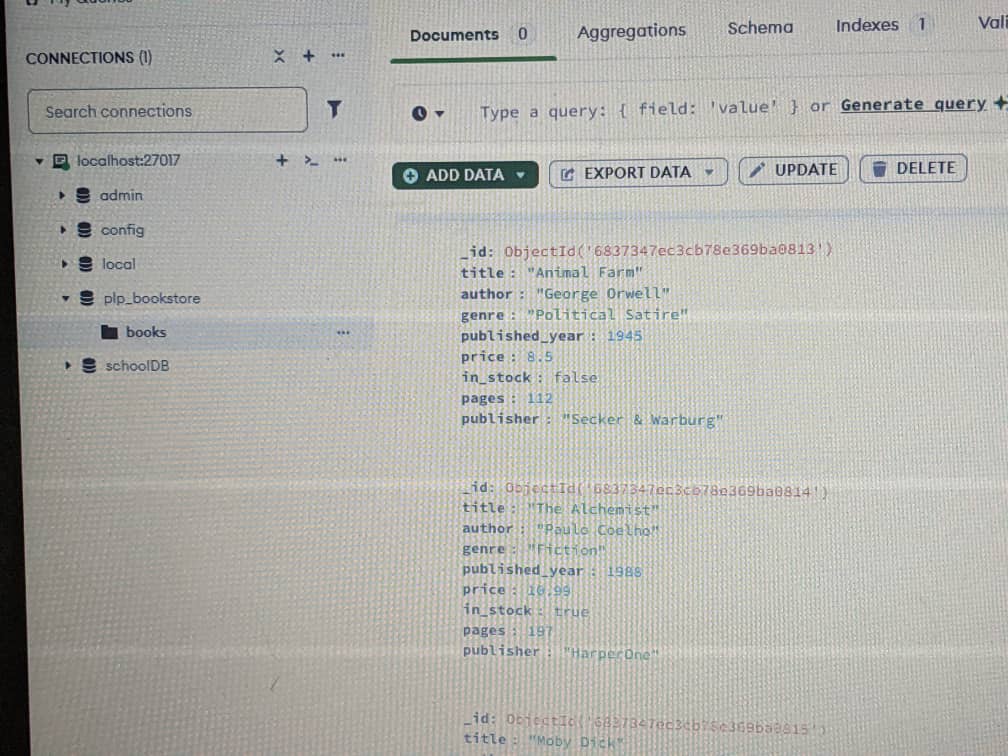 My Queries
CONNECTIONS (1)
Search connections
localhost:27017
admin
config
local
plp_bookstore
books
schoolDB
Documents 0 Aggregations Schema Indexes 1
Type a query: { field: 'value' } or Generate query
ADD DATA EXPORT DATA UPDATE DELETE
_id: ObjectId('6837347ec3cb78e369ba0813')
title : "Animal Farm"
author : "George Orwell"
genre : "Political Satire"
published_year : 1945
price : 8.5
in_stock : false
pages : 112
publisher : "Secker & Warburg"
_id: ObjectId('6837347ec3cb78e369ba0814')
title : "The Alchemist"
author : "Paulo Coelho"
genre : "Fiction"
published_year : 1988
price : 10.99
in_stock : true
pages : 197
publisher : "HarperOne"
_id: ObjectId('6837347ec3cb78e369ba0815')
title : "Moby Dick"